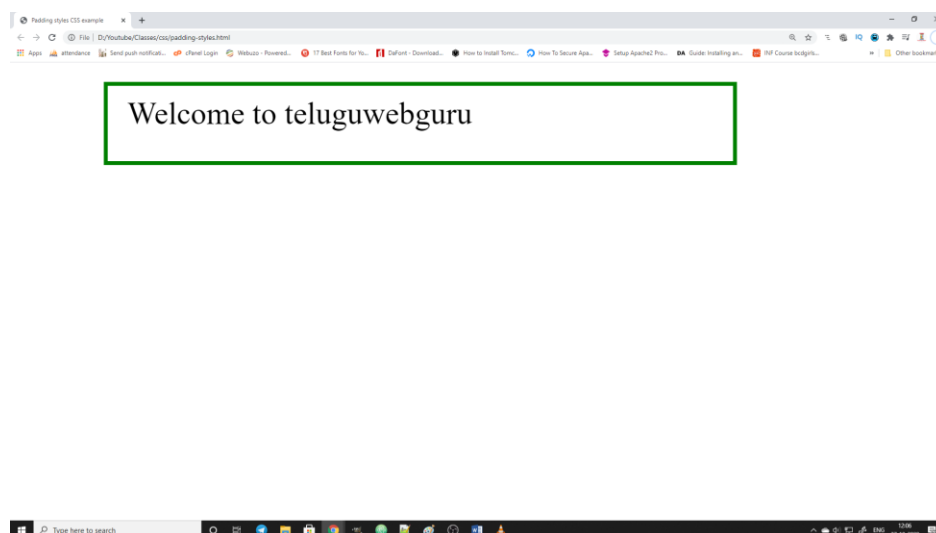 Padding styles CSS example
File | D:/Youtube/Classes/css/padding-styles.html
Apps attendance Send push notificati... cPanel Login Webuzo - Powered... 17 Best Fonts for Yo... DaFont - Download... How to Install Tomc... How To Secure Apa... Setup Apache2 Pro... DA Guide: Installing an... INF Course bcdgirls... » Other bookmar
Welcome to teluguwebguru
Type here to search ENG 12:06